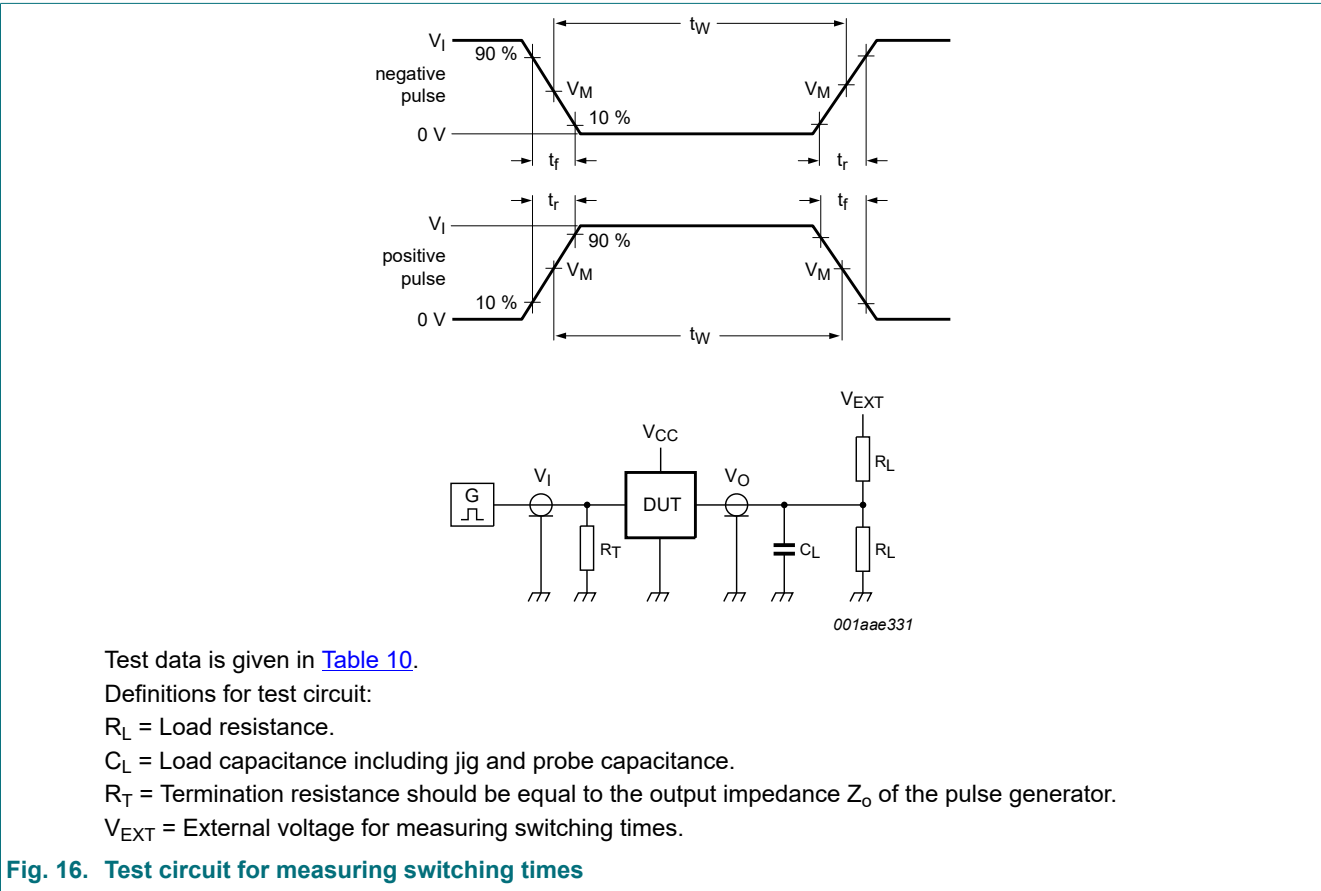 tW
VI
90 %
negative
pulse
VM
VM
10 %
0 V
tf
tr
tr
tf
VI
90 %
positive
pulse
VM
VM
10 %
0 V
tW
VEXT
VCC
RL
VI
VO
G
DUT
RT
CL
RL
001aae331
Test data is given in Table 10.
Definitions for test circuit:
RL = Load resistance.
CL = Load capacitance including jig and probe capacitance.
RT = Termination resistance should be equal to the output impedance Zo of the pulse generator.
VEXT = External voltage for measuring switching times.
Fig. 16. Test circuit for measuring switching times